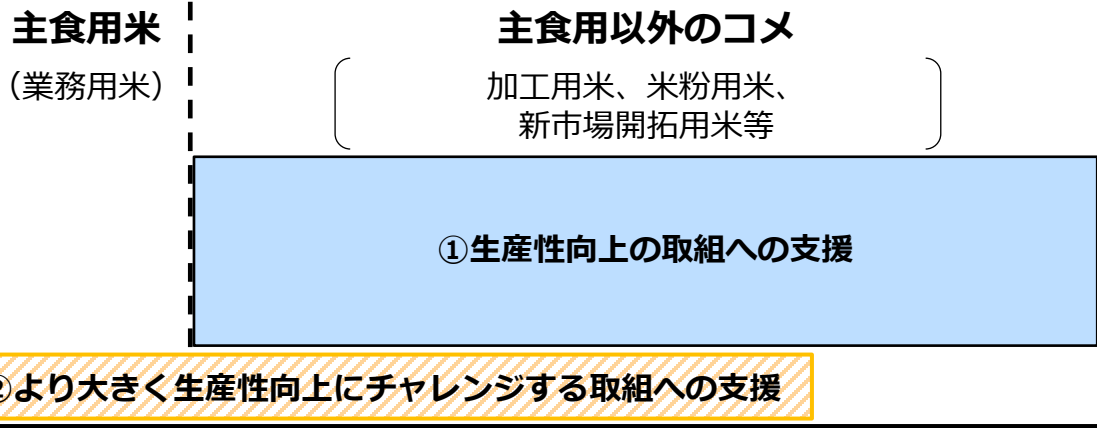 主食用米
(業務用米)
主食用以外のコメ
加工用米、米粉用米、
新市場開拓用米等
①生産性向上の取組への支援
②より大きく生産性向上にチャレンジする取組への支援